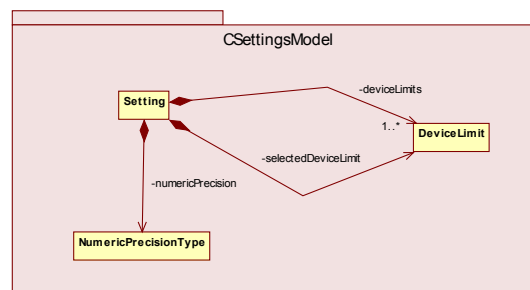 CSettingsModel
Setting
-deviceLimits
1..*
DeviceLimit
-selectedDeviceLimit
-numericPrecision
NumericPrecisionType